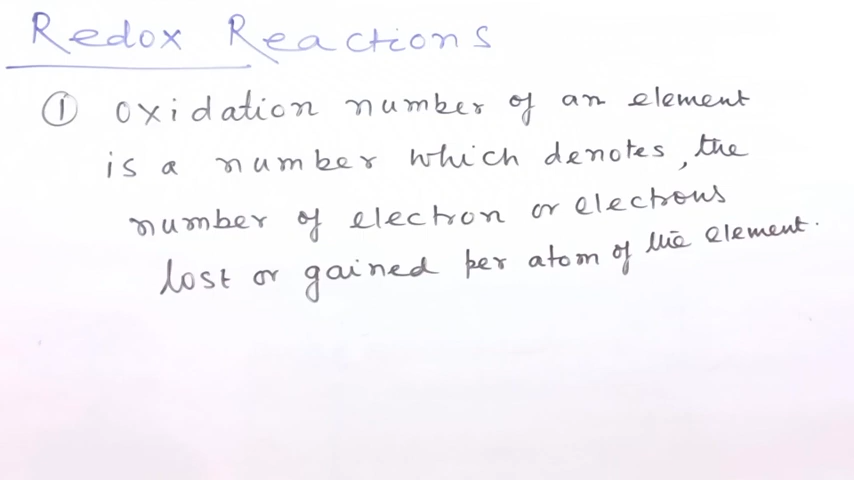 Redox Reactions
① oxidation number of an element
is a number which denotes, the
number of electron or electrons
lost or gained per atom of the element.